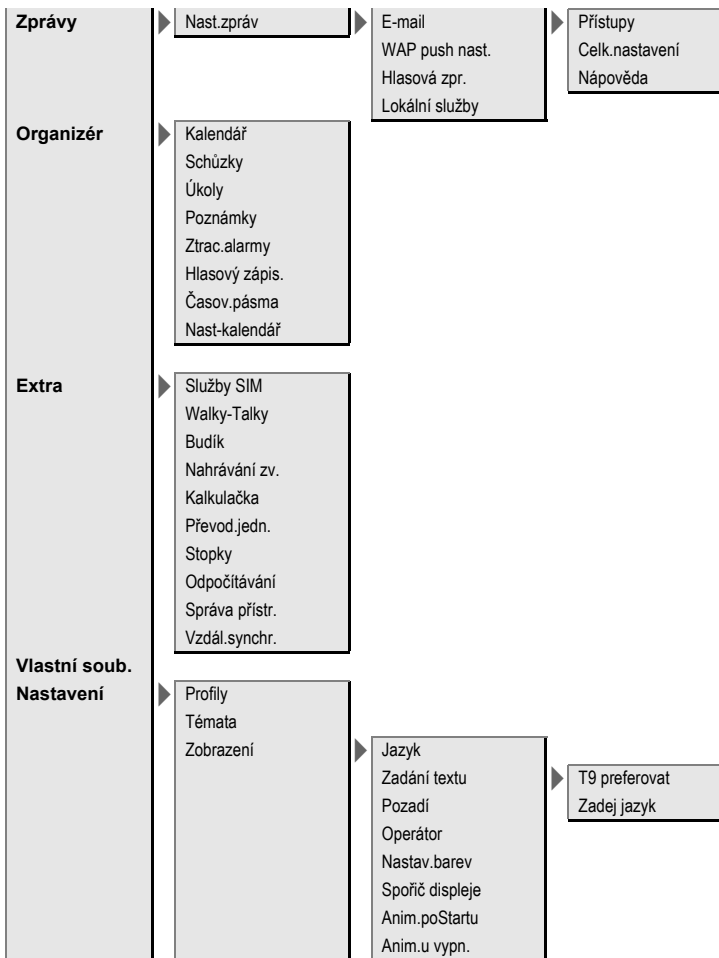 Zprávy
Nast.zpráv
E-mail
WAP push nast.
Hlasová zpr.
Lokální služby
Přístupy
Celk.nastavení
Nápověda
Organizér
Kalendář
Schůzky
Úkoly
Poznámky
Ztrac.alarmy
Hlasový zápis.
Časov.pásma
Nast-kalendář
Extra
Služby SIM
Walky-Talky
Budík
Nahrávání zv.
Kalkulačka
Převod.jedn.
Stopky
Odpočítávání
Správa přístr.
Vzdál.synchr.
Vlastní soub.
Nastavení
Profily
Témata
Zobrazení
Jazyk
Zadání textu
Pozadí
Operátor
Nastav.barev
Spořič displeje
Anim.poStartu
Anim.u vypn.
T9 preferovat
Zadej jazyk